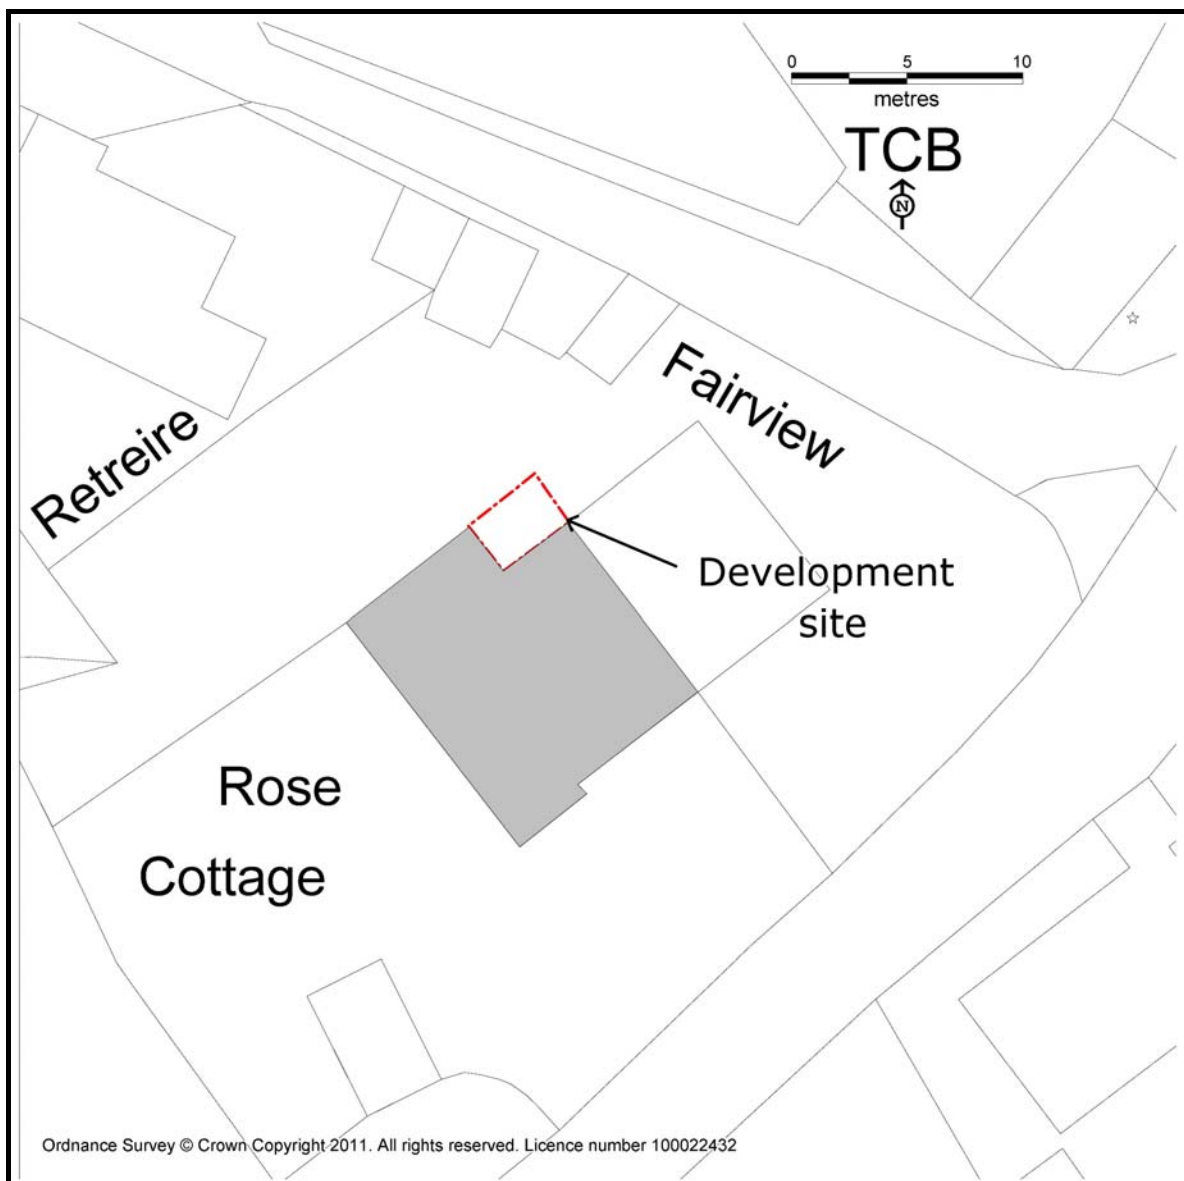 0 5 10
metres
TCB
N
Fairview
Retreire
Development
site
Rose
Cottage
Ordnance Survey © Crown Copyright 2011. All rights reserved. Licence number 100022432